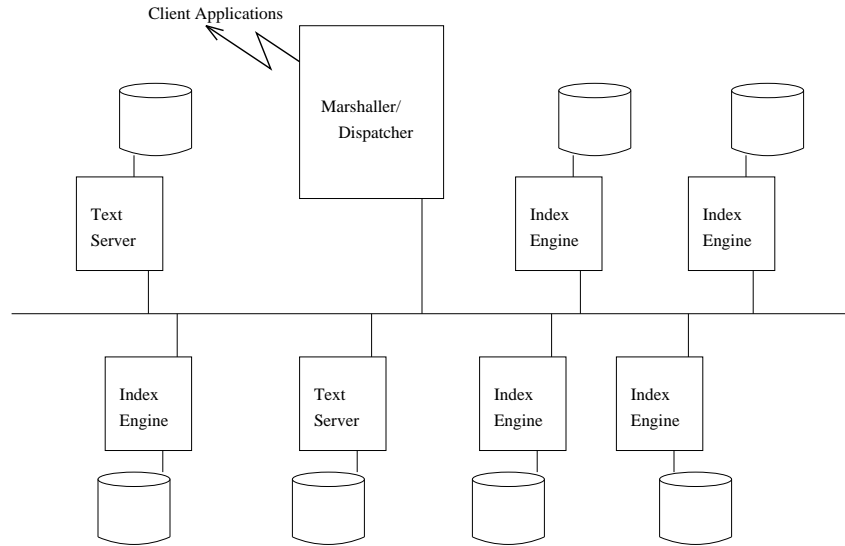 Client Applications
Marshaller/
Dispatcher
Text
Server
Index
Engine
Index
Engine
Index
Engine
Text
Server
Index
Engine
Index
Engine